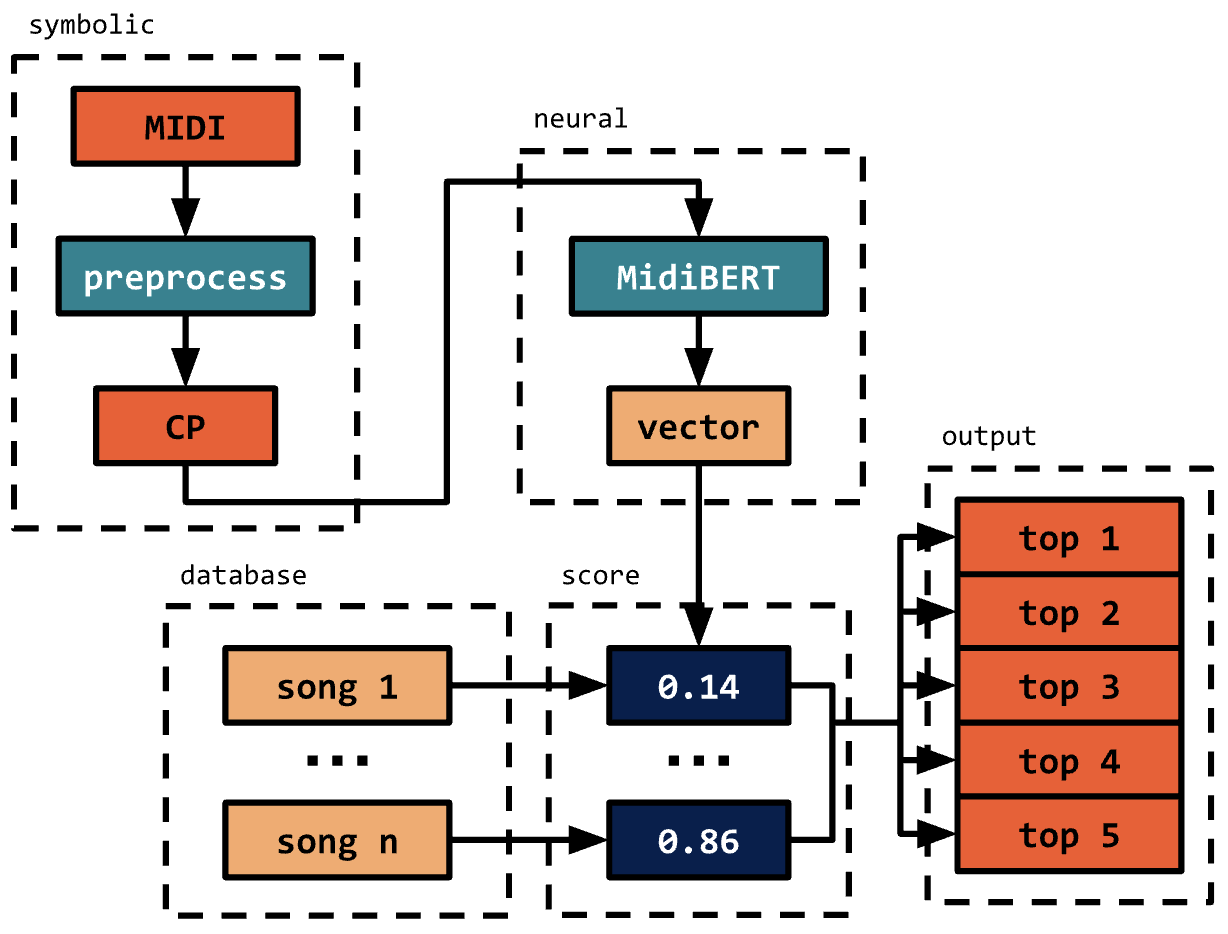 symbolic
MIDI
preprocess
CP
neural
MidiBERT
vector
database
song 1
...
song n
score
0.14
...
0.86
output
top 1
top 2
top 3
top 4
top 5